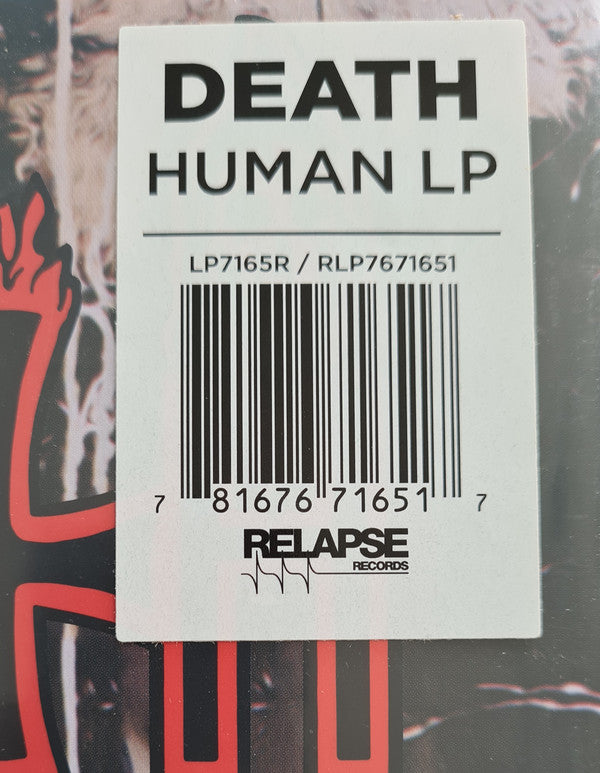 DEATH
HUMAN LP
LP7165R / RLP7671651
7 81676 71651 7
RELAPSE
RECORDS